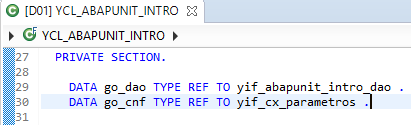 [D01] YCL_ABAPUNIT_INTRO
YCL_ABAPUNIT_INTRO
27 PRIVATE SECTION.
28
29 DATA go_dao TYPE REF TO yif_abapunit_intro_dao .
30 DATA go_cnf TYPE REF TO yif_cx_parametros .
31